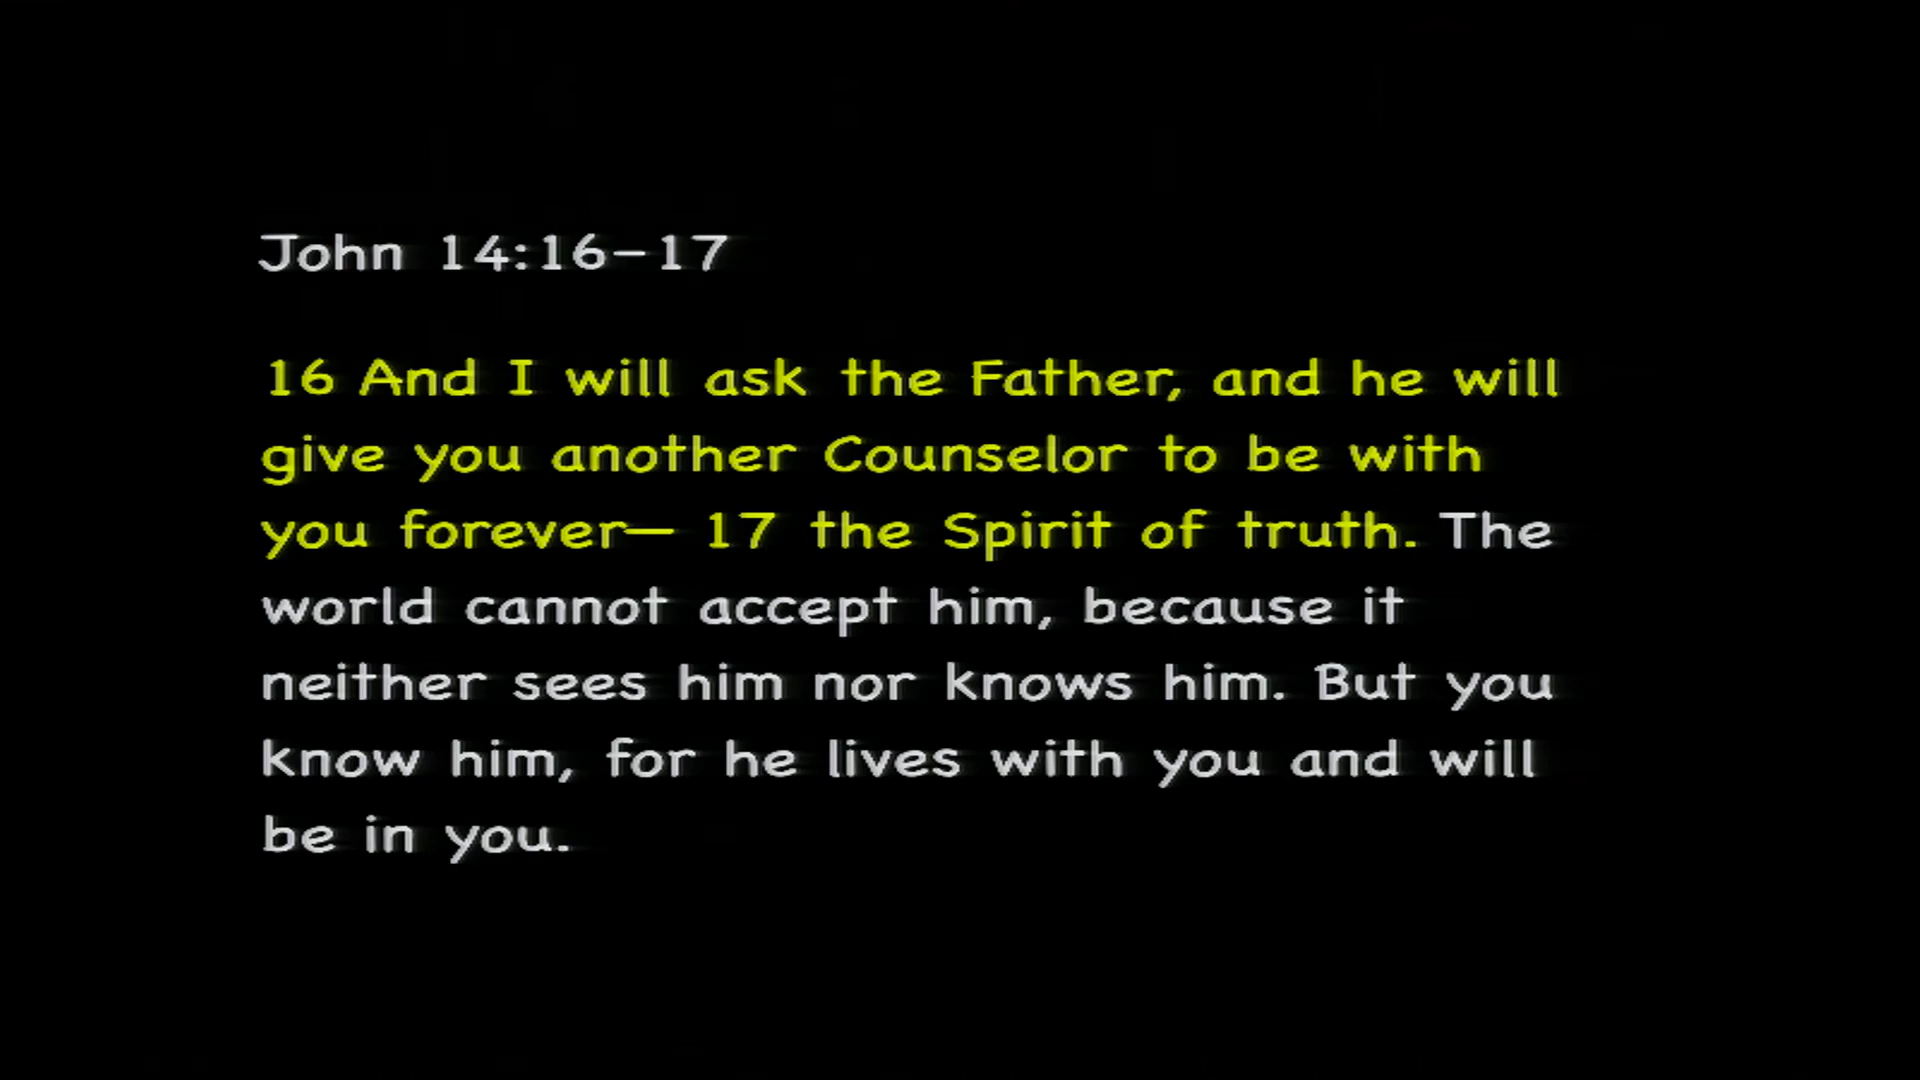 John 14:16-17
16 And I will ask the Father, and he will
give you another Counselor to be with
you forever— 17 the Spirit of truth. The
world cannot accept him, because it
neither sees him nor knows him. But you
know him, for he lives with you and will
be in you.